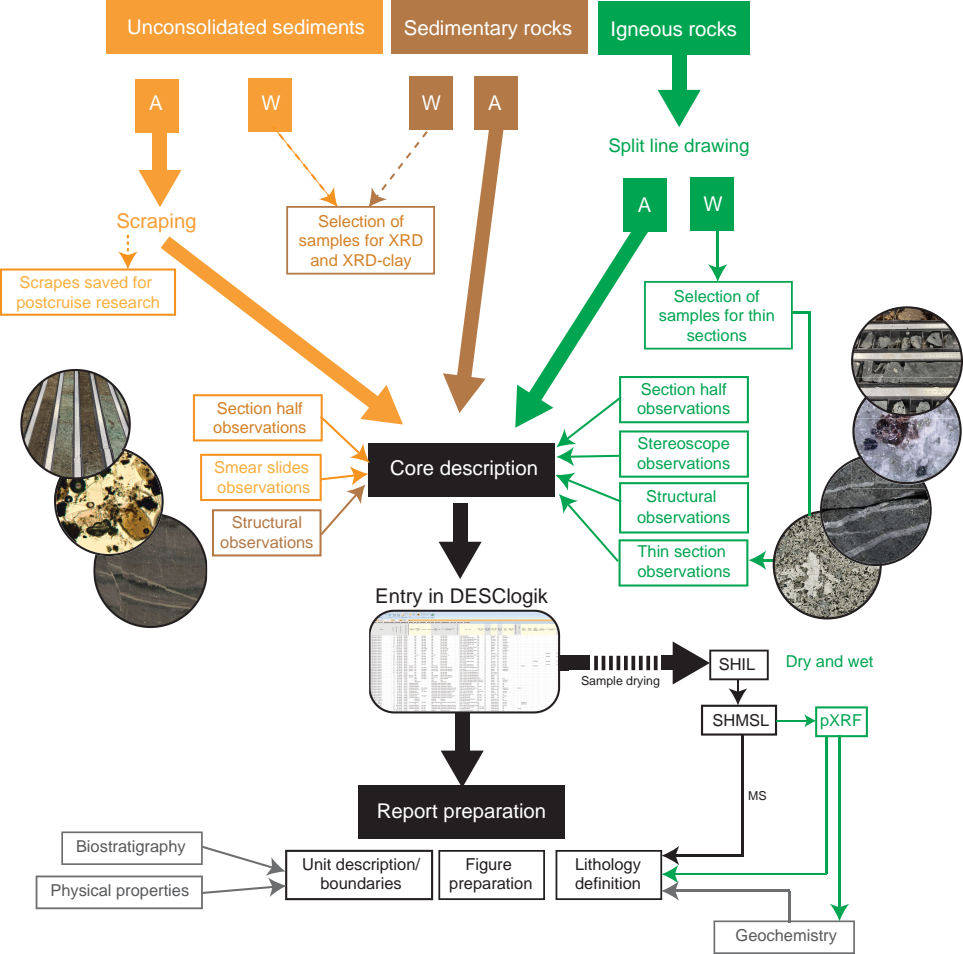 Unconsolidated sediments
Sedimentary rocks
Igneous rocks
A
W
W
A
Split line drawing
A
W
Scraping
Selection of
samples for XRD
and XRD-clay
Scrapes saved for
postcruise research
Selection of
samples for thin
sections
Section half
observations
Smear slides
observations
Structural
observations
Core description
Section half
observations
Stereoscope
observations
Structural
observations
Thin section
observations
Entry in DESClogik
Sample drying
SHIL
Dry and wet
SHMSL
pXRF
MS
Report preparation
Biostratigraphy
Physical properties
Unit description/
boundaries
Figure
preparation
Lithology
definition
Geochemistry